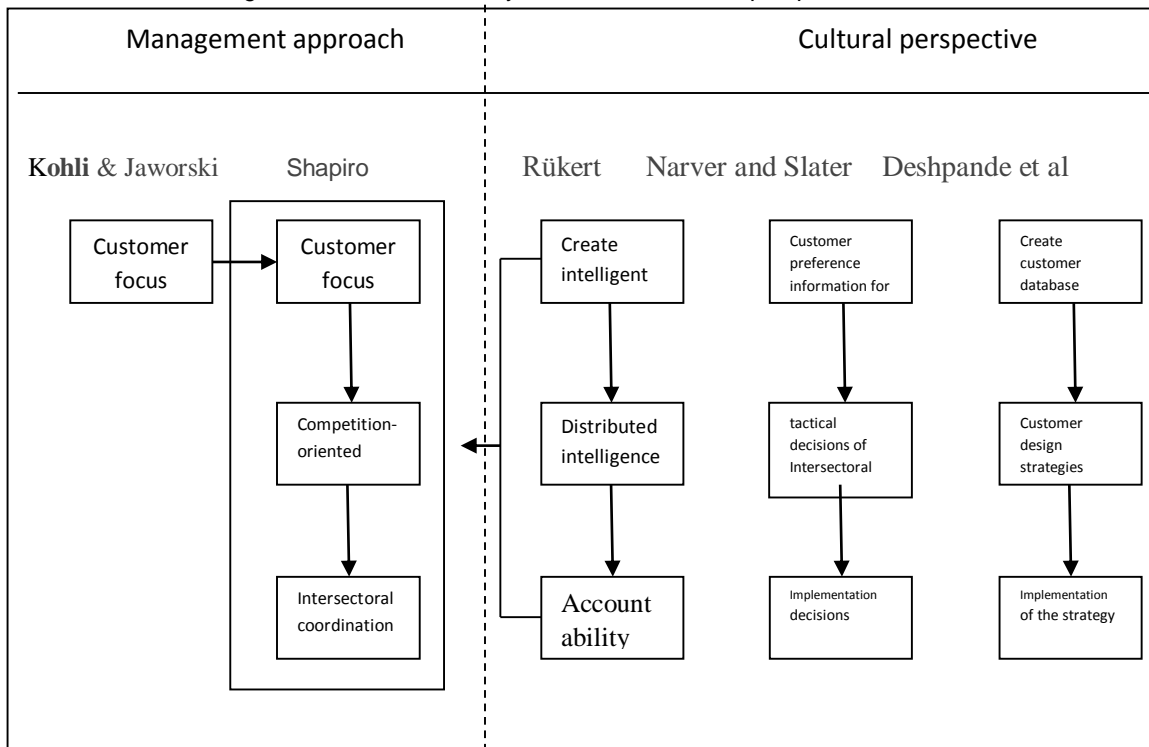 Management approach
Cultural perspective
Kohli & Jaworski
Shapiro
Rükert
Narver and Slater
Deshpande et al
Customer
focus
Customer
focus
Create
intelligent
Customer
preference
information for
Create
customer
database
Competition-
oriented
Distributed
intelligence
tactical
decisions of
Intersectoral
Customer
design
strategies
Intersectoral
coordination
Account
ability
Implementation
decisions
Implementation
of the strategy